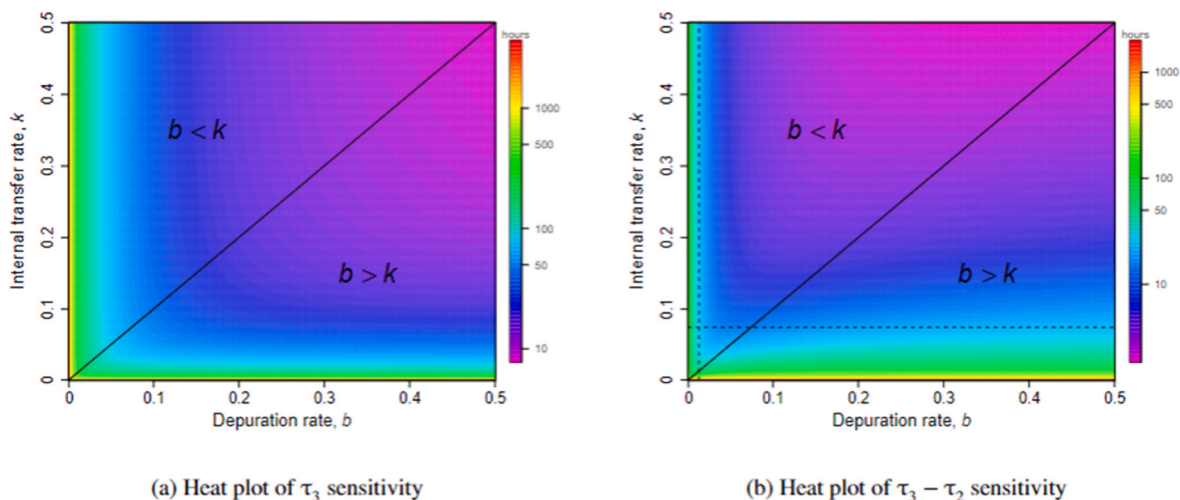 0.5
0.4
0.3
0.2
0.1
0
Internal transfer rate, k
b < k
b > k
0 0.1 0.2 0.3 0.4 0.5
Depuration rate, b
hours
1000
500
100
50
10
(a) Heat plot of τ₃ sensitivity
0.5
0.4
0.3
0.2
0.1
0
Internal transfer rate, k
b < k
b > k
0 0.1 0.2 0.3 0.4 0.5
Depuration rate, b
hours
1000
500
100
50
10
(b) Heat plot of τ₃ − τ₂ sensitivity